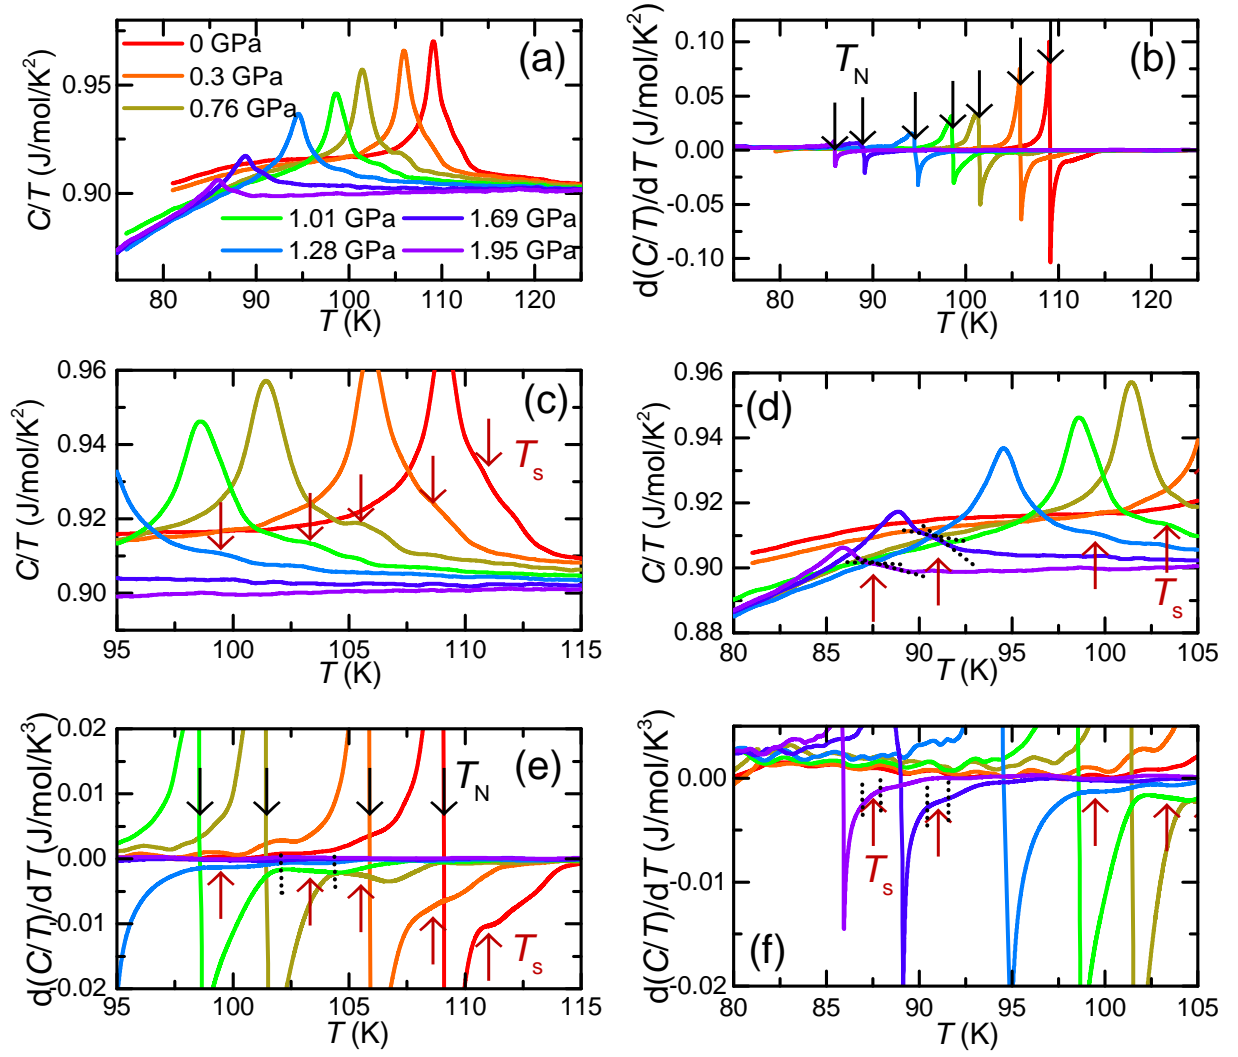 (a)
0 GPa
0.3 GPa
0.76 GPa
1.01 GPa
1.28 GPa
1.69 GPa
1.95 GPa
0.95
0.90
C/T (J/mol/K2)
80 90 100 110 120
T (K)
(b)
TN
0.10
0.05
0.00
-0.05
-0.10
d(C/T)/dT (J/mol/K2)
80 90 100 110 120
T (K)
(c)
Ts
0.96
0.94
0.92
0.90
C/T (J/mol/K2)
95 100 105 110 115
T (K)
(d)
Ts
0.96
0.94
0.92
0.90
0.88
C/T (J/mol/K2)
80 85 90 95 100 105
T (K)
(e)
TN
Ts
0.02
0.01
0.00
-0.01
-0.02
d(C/T)/dT (J/mol/K3)
95 100 105 110 115
T (K)
(f)
Ts
0.00
-0.01
-0.02
d(C/T)/dT (J/mol/K3)
80 85 90 95 100 105
T (K)